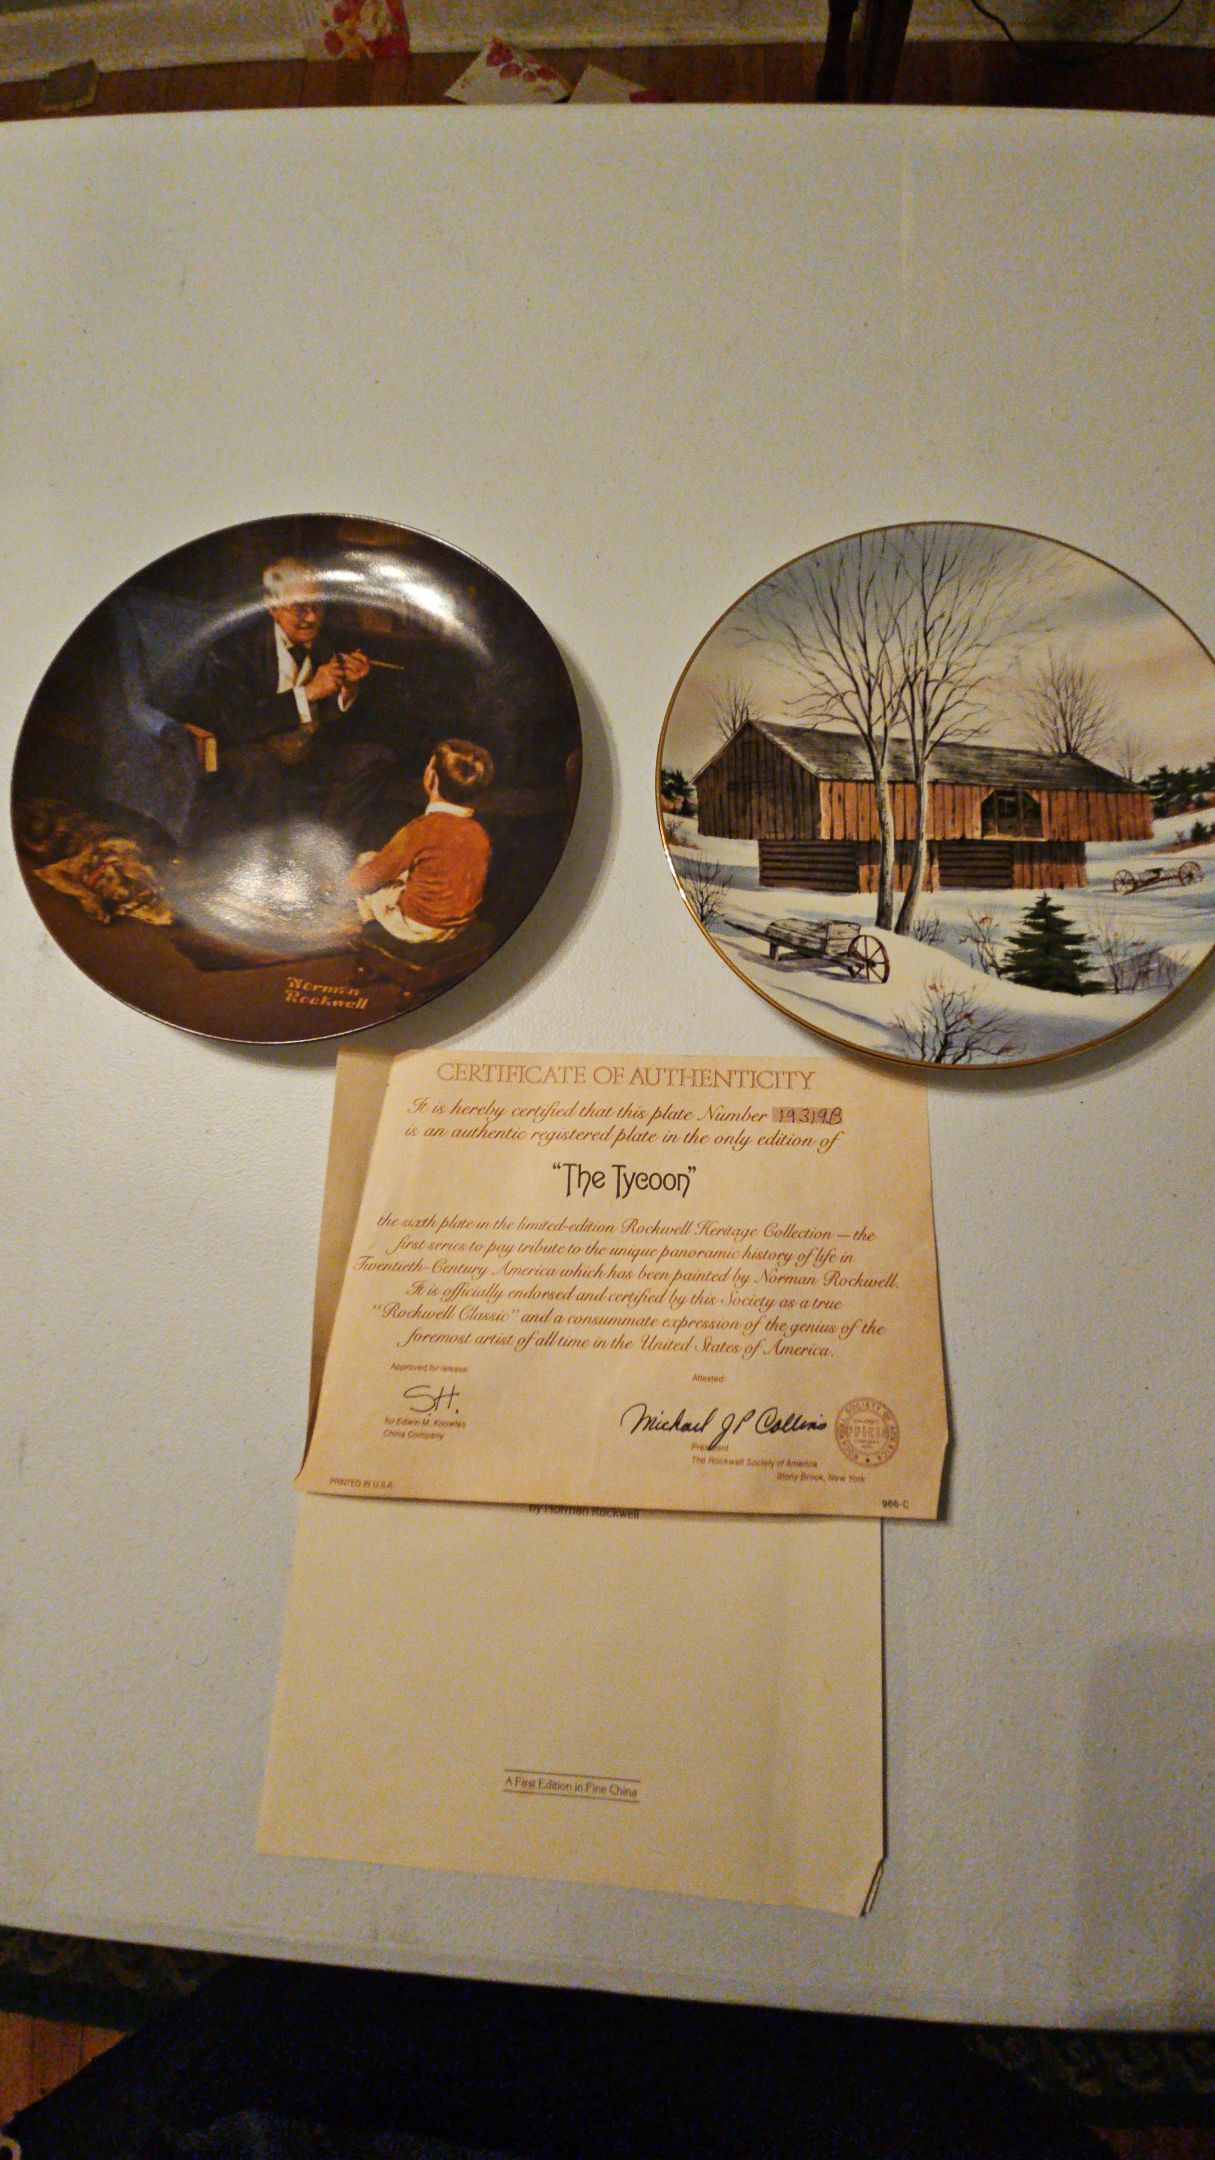 Norman
Rockwell
CERTIFICATE OF AUTHENTICITY
It is hereby certified that this plate Number 19319B
is an authentic registered plate in the only edition of
"The Tycoon"
the sixth plate in the limited-edition Rockwell Heritage Collection — the
first series to pay tribute to the unique panoramic history of life in
Twentieth-Century America which has been painted by Norman Rockwell.
It is officially endorsed and certified by this Society as a true
"Rockwell Classic" and a consummate expression of the genius of the
foremost artist of all time in the United States of America.
Approved for release:
S.H.
for Edwin M. Knowles
China Company
Attested:
Michael J P Collins
President
The Rockwell Society of America
Stony Brook, New York
PRINTED IN U.S.A.
966-C
by Norman Rockwell
A First Edition in Fine China